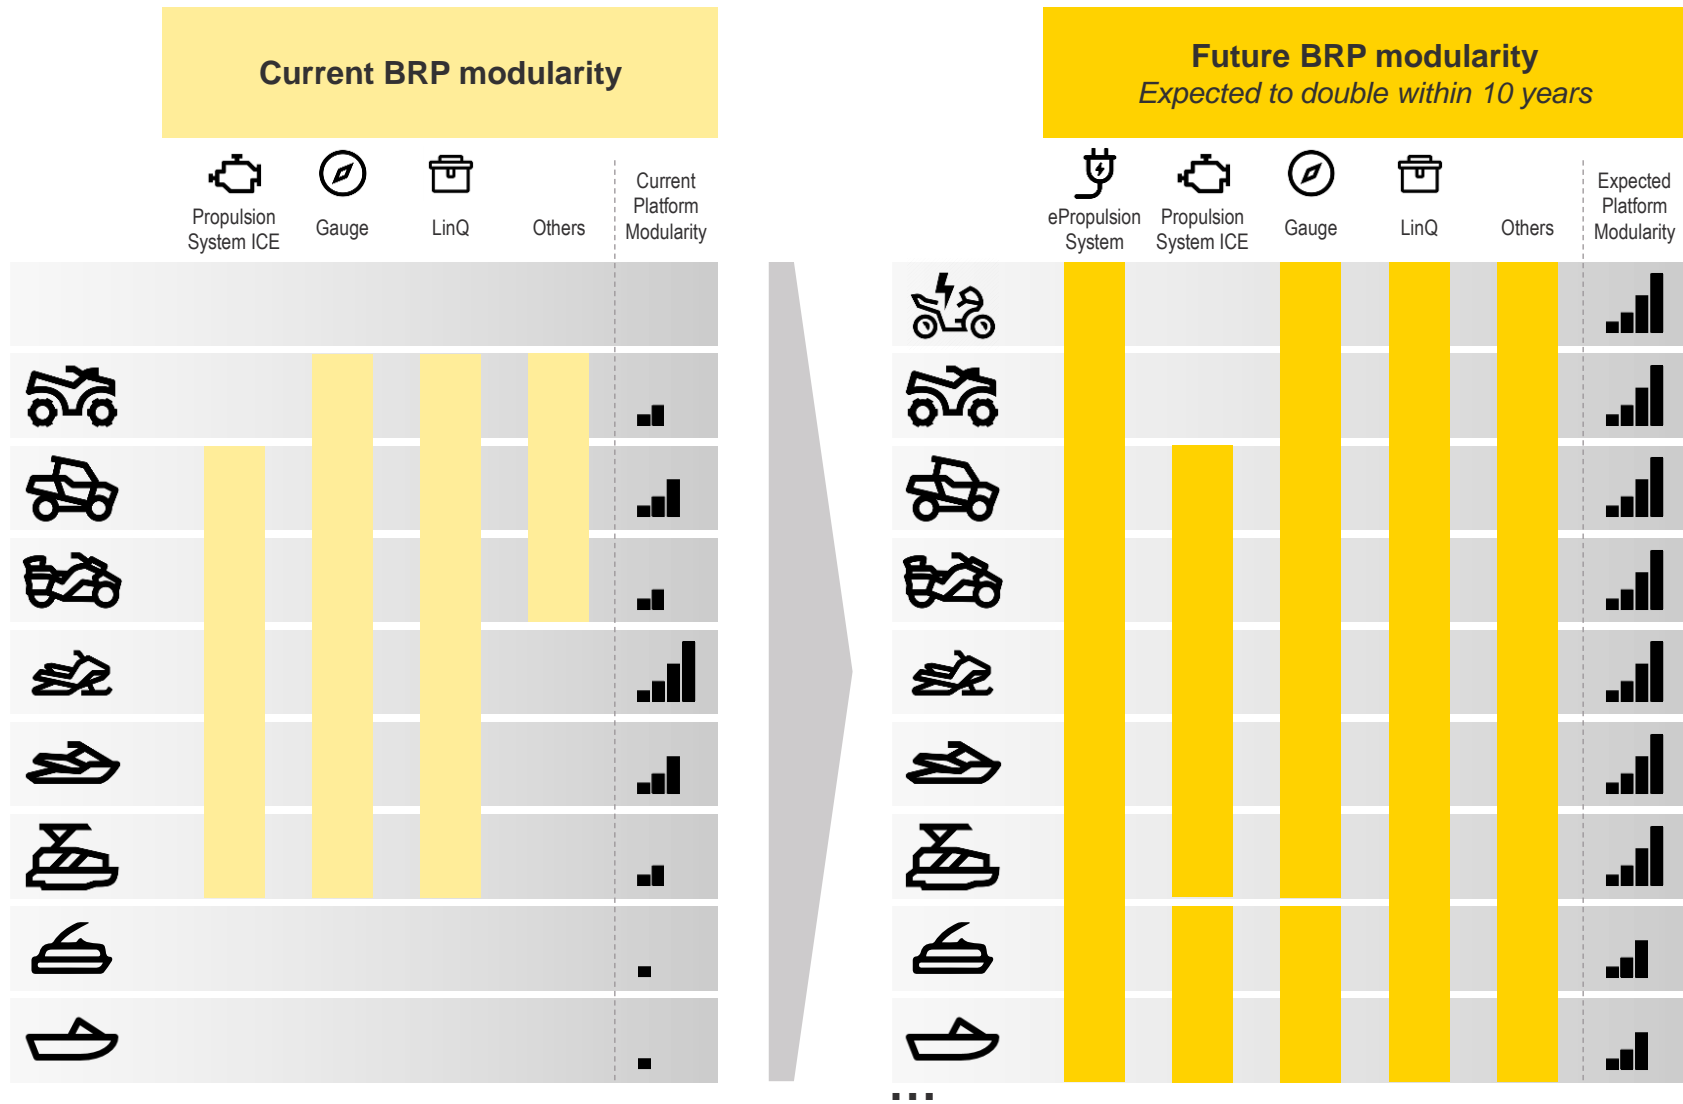 Current BRP modularity
Future BRP modularity
Expected to double within 10 years
Propulsion
System ICE
Gauge
LinQ
Others
Current
Platform
Modularity
ePropulsion
System
Propulsion
System ICE
Gauge
LinQ
Others
Expected
Platform
Modularity